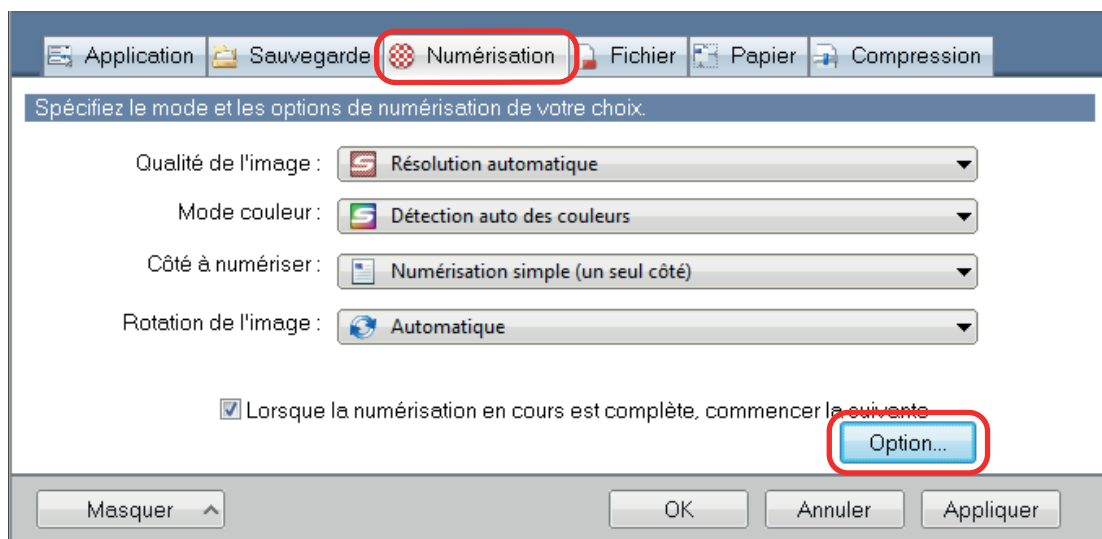 Application Sauvegarde Numérisation Fichier Papier Compression
Spécifiez le mode et les options de numérisation de votre choix.
Qualité de l'image : Résolution automatique
Mode couleur : Détection auto des couleurs
Côté à numériser : Numérisation simple (un seul côté)
Rotation de l'image : Automatique
Lorsque la numérisation en cours est complète, commencer la suivante
Option...
Masquer OK Annuler Appliquer